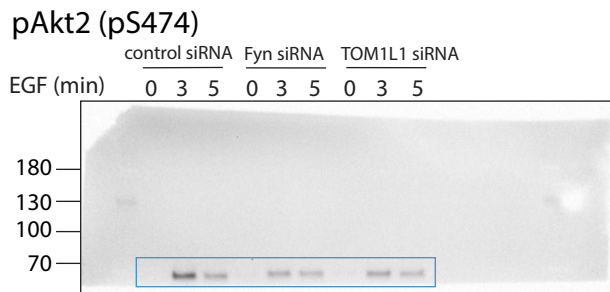 pAkt2 (pS474)
control siRNA Fyn siRNA TOM1L1 siRNA
EGF (min) 0 3 5 0 3 5 0 3 5
180
130
100
70